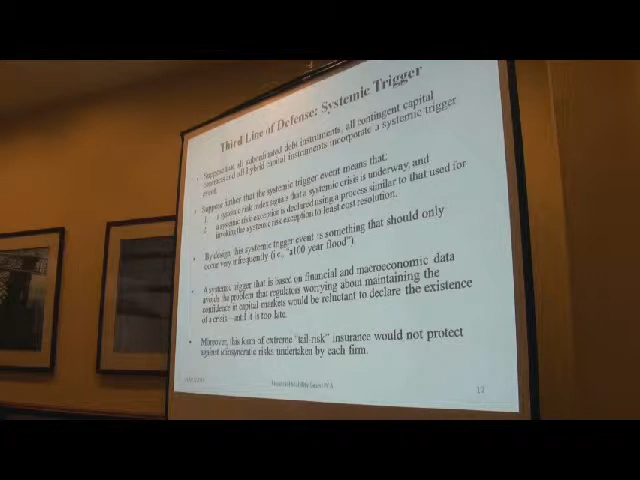 Third Line of Defense: Systemic Trigger
• Suppose that all subordinated debt instruments, all contingent capital
instruments and all hybrid capital instruments incorporate a systemic trigger
event.
• Suppose further that the systemic trigger event means that:
1. a systemic risk index signals that a systemic crisis is underway, and
2. a systemic risk exception is declared using a process similar to that used for
invoking the systemic risk exception to least cost resolution.
• By design, this systemic trigger event is something that should only
occur very infrequently (i.e., "a100 year flood").
• A systemic trigger that is based on financial and macroeconomic data
avoids the problem that regulators worrying about maintaining the
confidence in capital markets would be reluctant to declare the existence
of a crisis—until it is too late.
• Moreover, this form of extreme "tail-risk" insurance would not protect
against idiosyncratic risks undertaken by each firm.